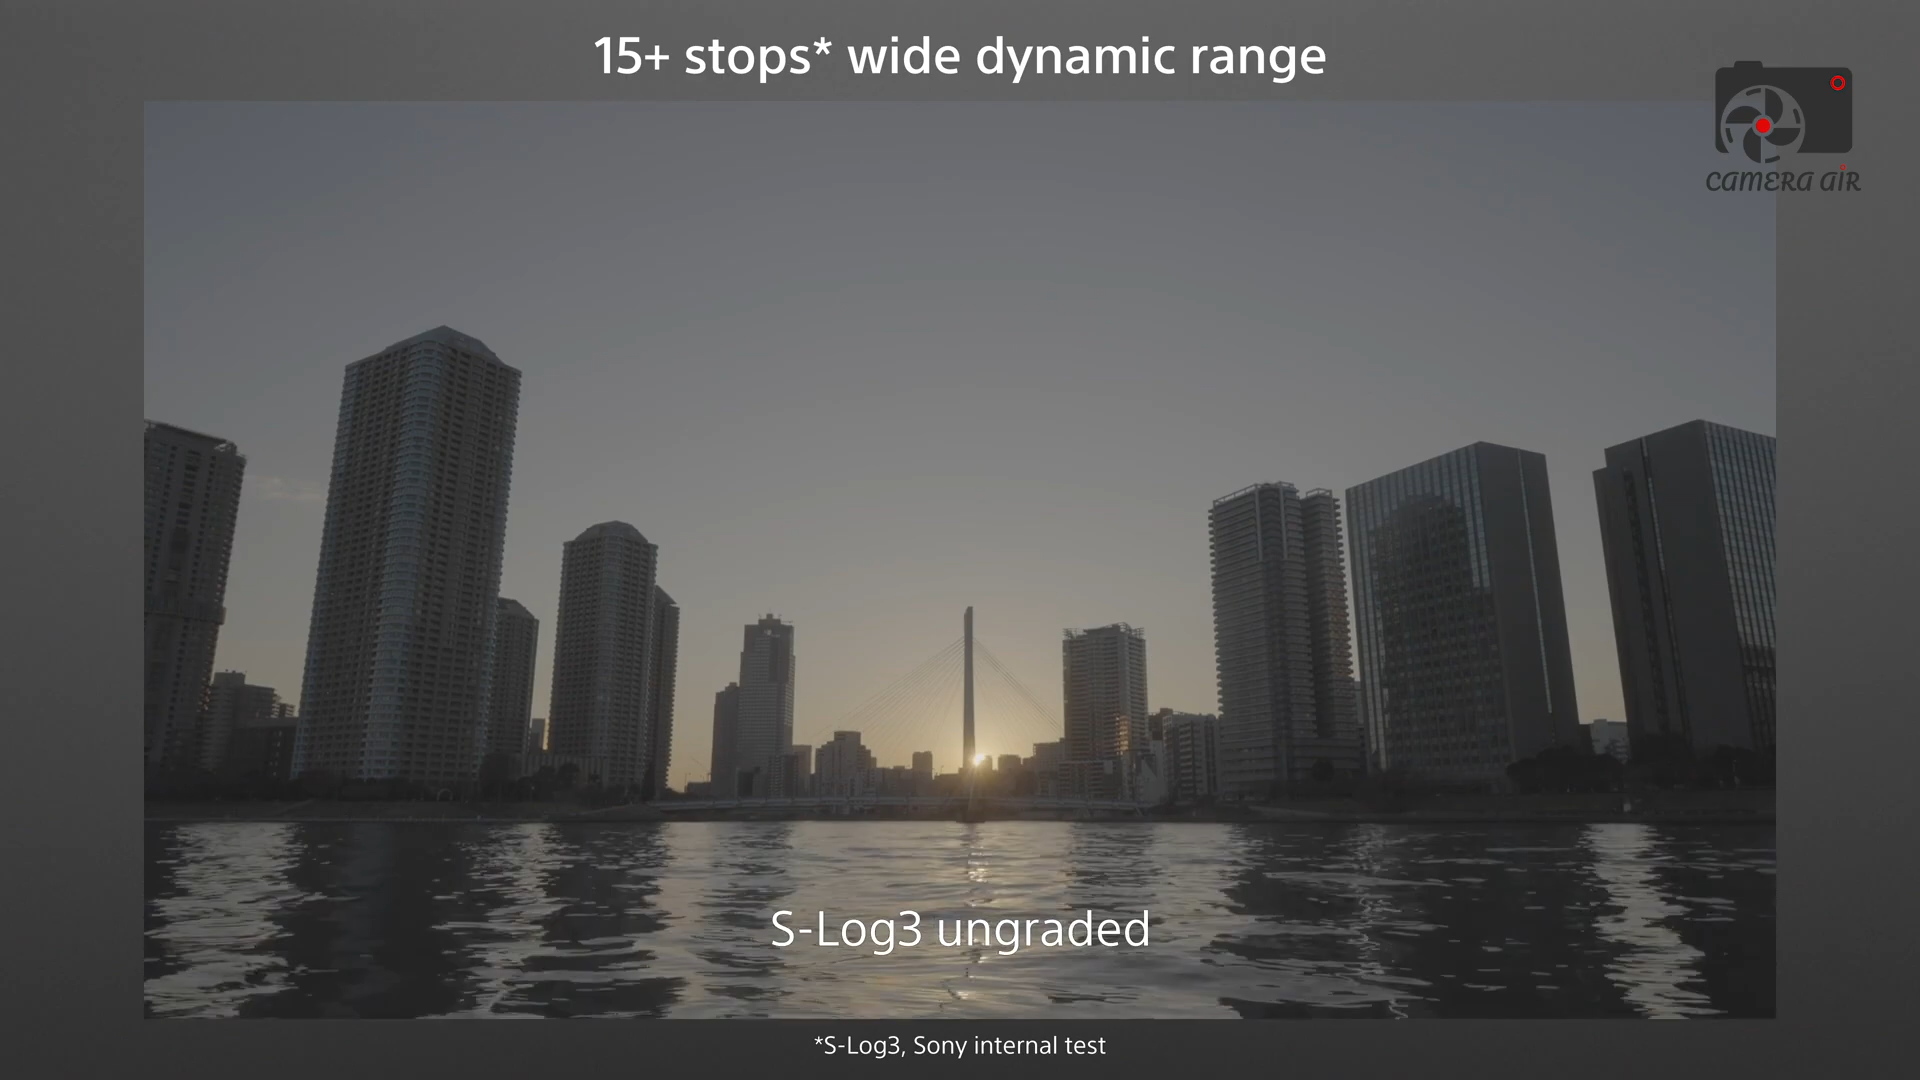 15+ stops* wide dynamic range
CAMERA AIR
S-Log3 ungraded
*S-Log3, Sony internal test